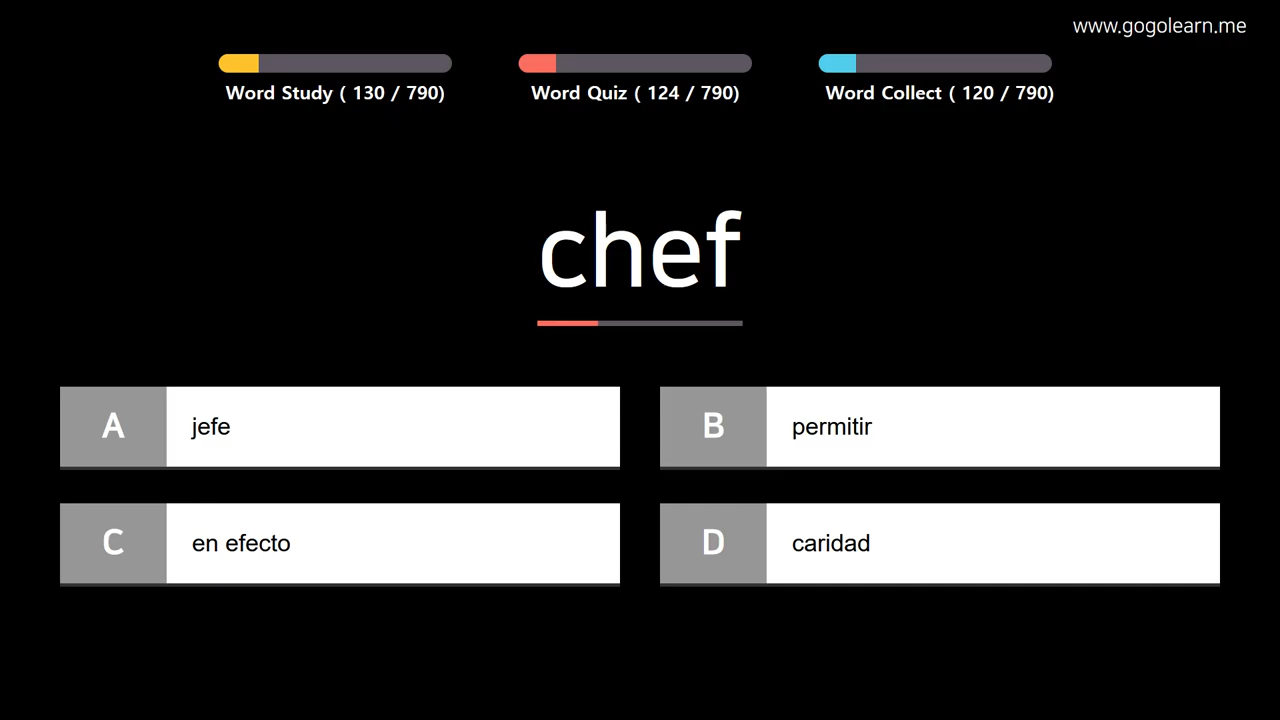 www.gogolearn.me
Word Study ( 130 / 790)
Word Quiz ( 124 / 790)
Word Collect ( 120 / 790)
chef
A jefe
B permitir
C en efecto
D caridad